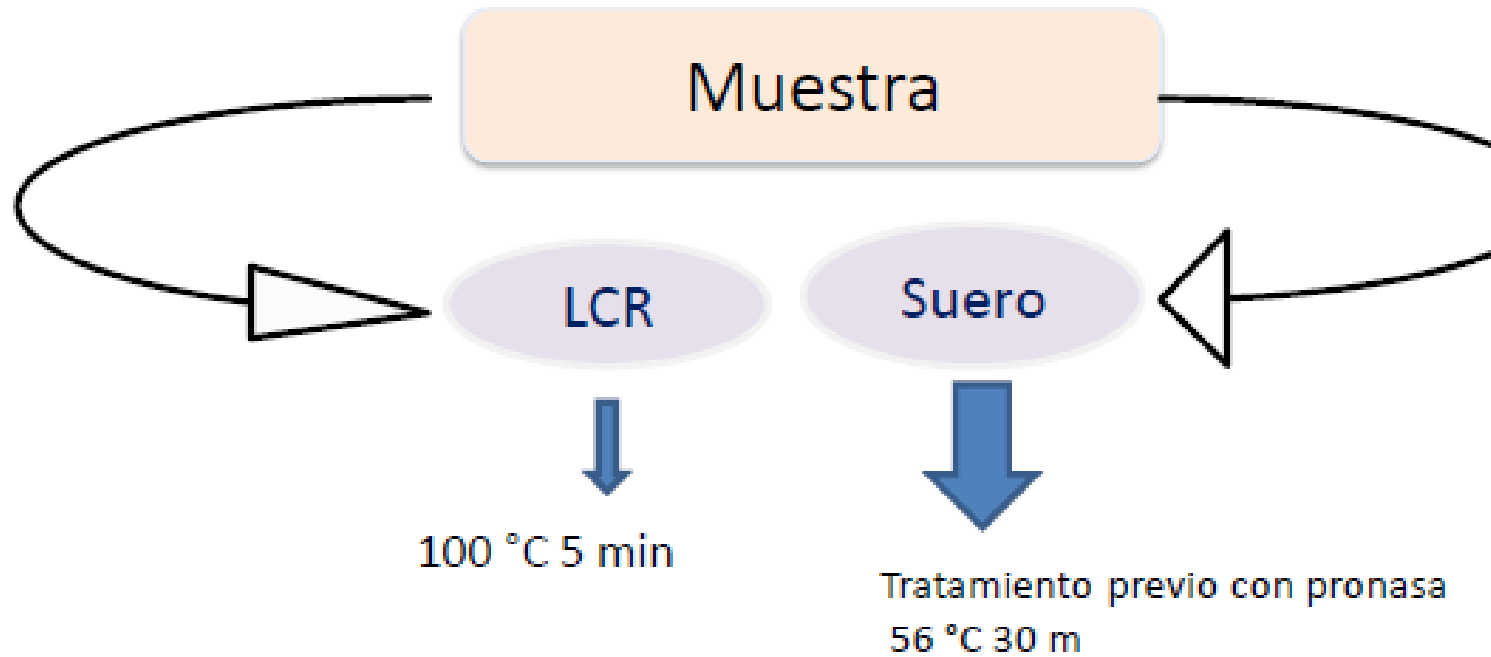 Muestra
LCR
Suero
100 °C 5 min
Tratamiento previo con pronasa
56 °C 30 m